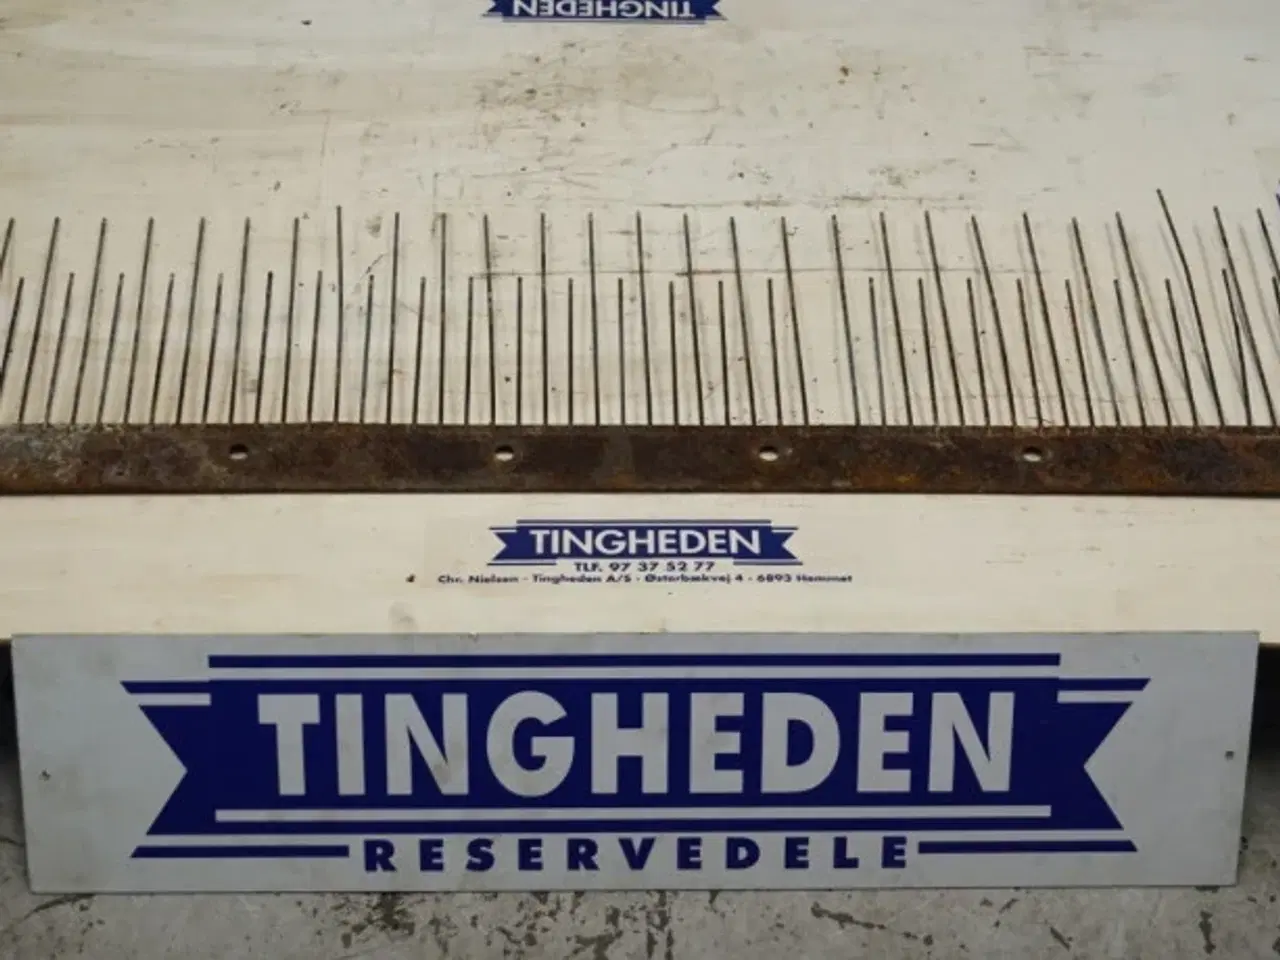 TINGHEDEN
TINGHEDEN
TLF. 97 37 52 77
Chr. Nielsen - Tingheden A/S - Østerbækvej 4 - 6893 Hemmet
TINGHEDEN
RESERVEDELE